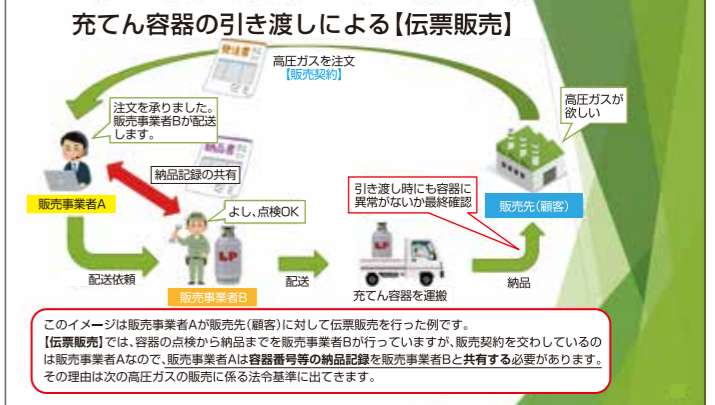 充てん容器の引き渡しによる【伝票販売】
発注書
高圧ガスを注文
【販売契約】
注文を承りました。
販売事業者Bが配送
します。
高圧ガスが
欲しい
納品書
納品記録の共有
販売事業者A
よし、点検OK
引き渡し時にも容器に
異常がないか最終確認
販売先(顧客)
LP
LP
配送依頼
販売事業者B
配送
充てん容器を運搬
納品
このイメージは販売事業者Aが販売先(顧客)に対して伝票販売を行った例です。
【伝票販売】では、容器の点検から納品までを販売事業者Bが行っていますが、販売契約を交わしているの
は販売事業者Aなので、販売事業者Aは容器番号等の納品記録を販売事業者Bと共有する必要があります。
その理由は次の高圧ガスの販売に係る法令基準に出てきます。